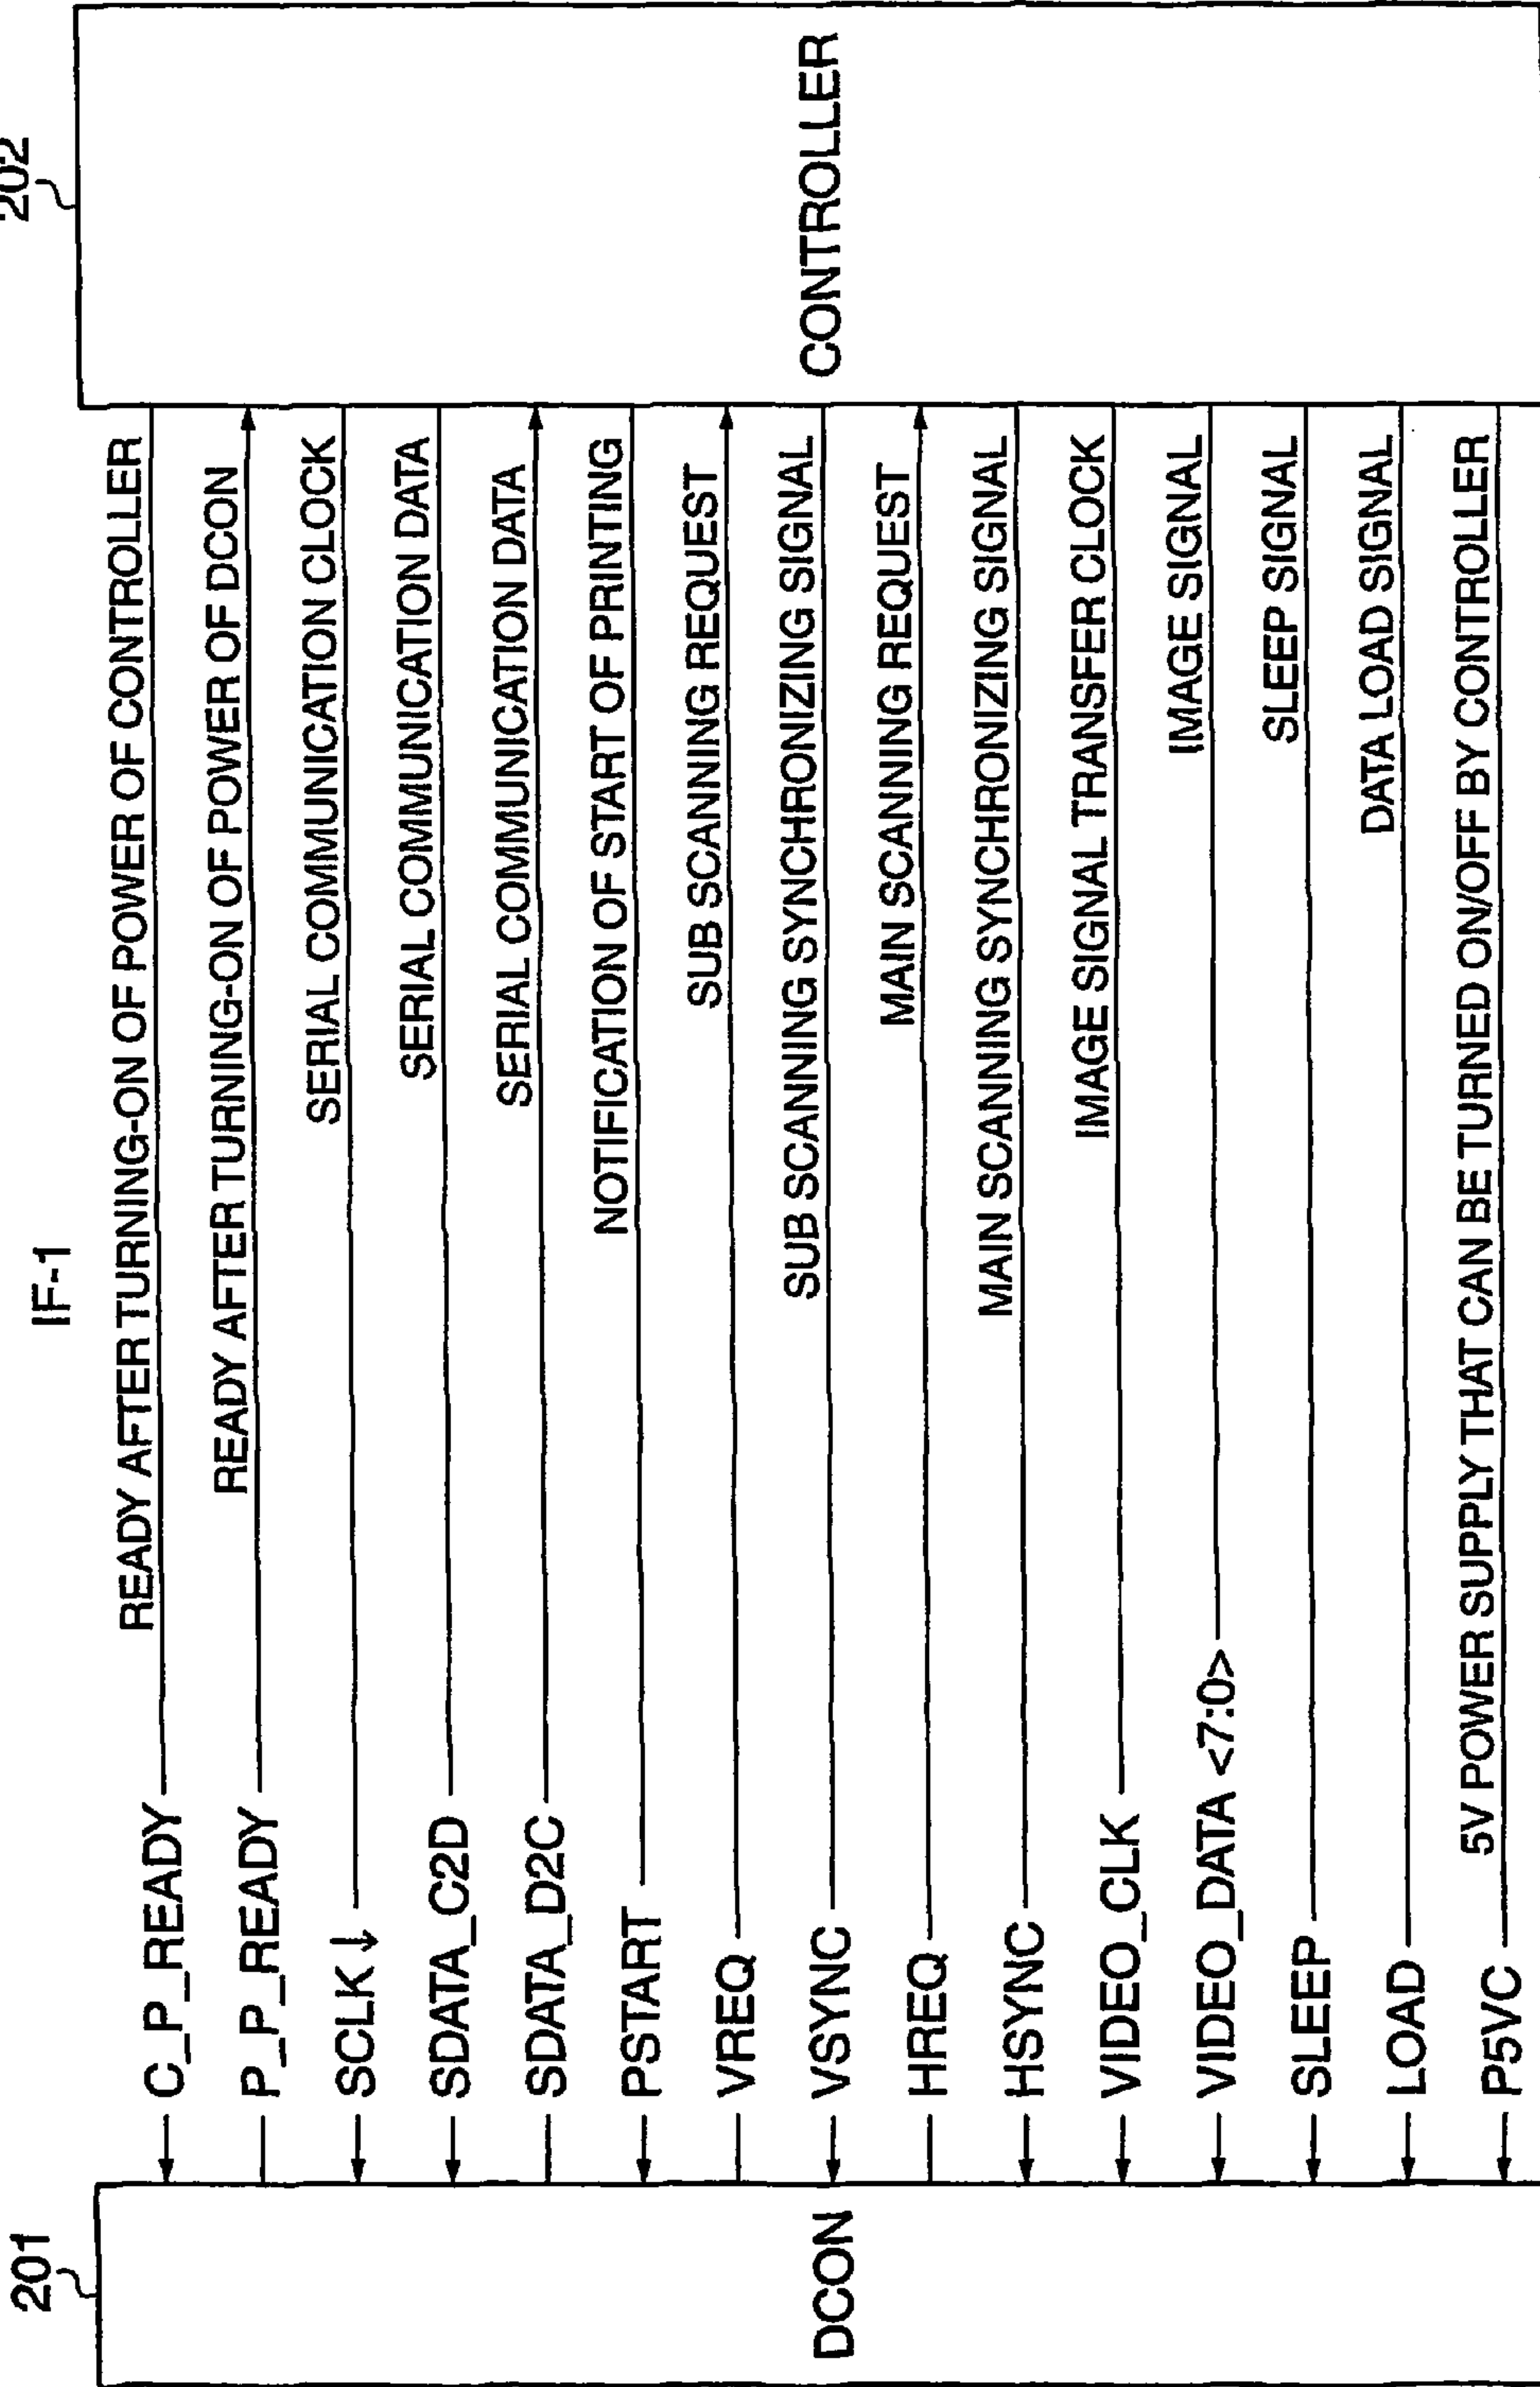 IF-1
201
202
DCON
CONTROLLER
C_P_READY READY AFTER TURNING-ON OF POWER OF CONTROLLER
P_P_READY READY AFTER TURNING-ON OF POWER OF DCON
SCLK ↓ SERIAL COMMUNICATION CLOCK
SDATA_C2D SERIAL COMMUNICATION DATA
SDATA_D2C SERIAL COMMUNICATION DATA
PSTART NOTIFICATION OF START OF PRINTING
VREQ SUB SCANNING REQUEST
VSYNC SUB SCANNING SYNCHRONIZING SIGNAL
HREQ MAIN SCANNING REQUEST
HSYNC MAIN SCANNING SYNCHRONIZING SIGNAL
VIDEO_CLK IMAGE SIGNAL TRANSFER CLOCK
VIDEO_DATA <7:0> IMAGE SIGNAL
SLEEP SLEEP SIGNAL
LOAD DATA LOAD SIGNAL
P5VC 5V POWER SUPPLY THAT CAN BE TURNED ON/OFF BY CONTROLLER